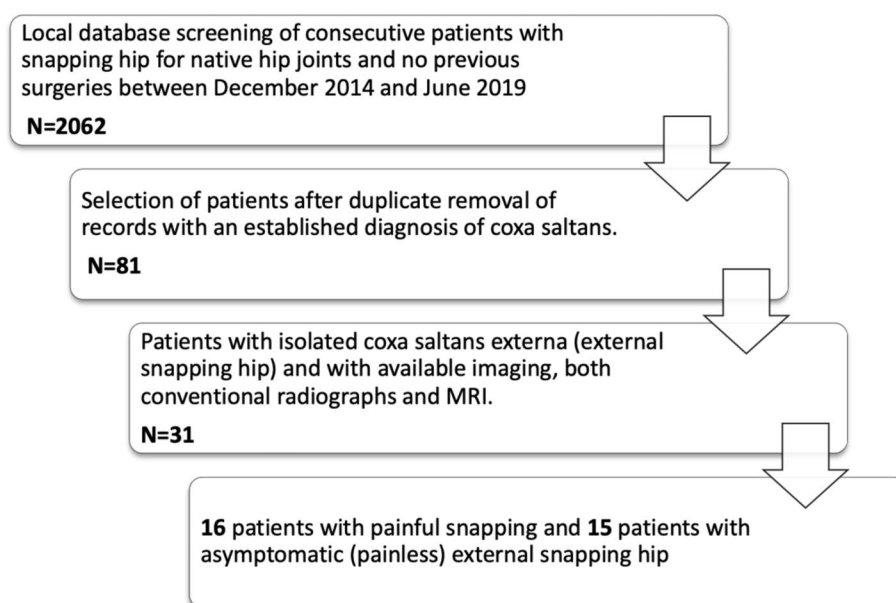 Local database screening of consecutive patients with
snapping hip for native hip joints and no previous
surgeries between December 2014 and June 2019
N=2062
Selection of patients after duplicate removal of
records with an established diagnosis of coxa saltans.
N=81
Patients with isolated coxa saltans externa (external
snapping hip) and with available imaging, both
conventional radiographs and MRI.
N=31
16 patients with painful snapping and 15 patients with
asymptomatic (painless) external snapping hip